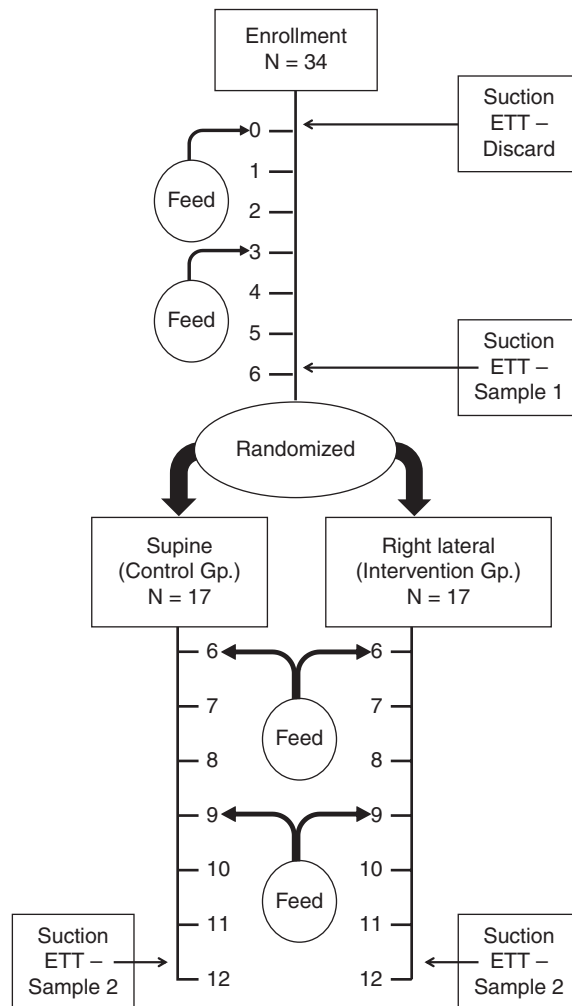 Enrollment
N = 34
Suction
ETT –
Discard
0
1
2
3
4
5
6
Feed
Feed
Suction
ETT –
Sample 1
Randomized
Supine
(Control Gp.)
N = 17
Right lateral
(Intervention Gp.)
N = 17
6
7
8
9
10
11
12
Feed
Feed
6
7
8
9
10
11
12
Suction
ETT –
Sample 2
Suction
ETT –
Sample 2